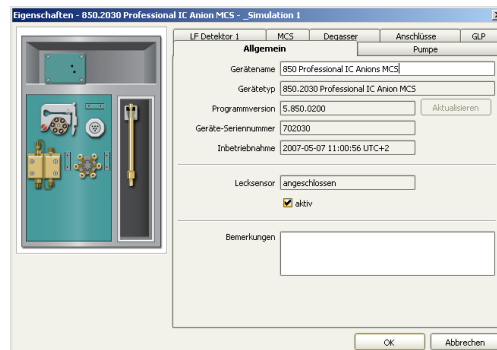 Eigenschaften - 850.2030 Professional IC Anion MCS - _Simulation 1
LF Detektor 1 MCS Degasser Anschlüsse GLP
Allgemein Pumpe
Gerätename 850 Professional IC Anions MCS
Gerätetyp 850.2030 Professional IC Anion MCS
Programmversion 5.850.0200 Aktualisieren
Geräte-Seriennummer 702030
Inbetriebnahme 2007-05-07 11:00:56 UTC+2
Lecksensor angeschlossen
aktiv
Bemerkungen
OK Abbrechen